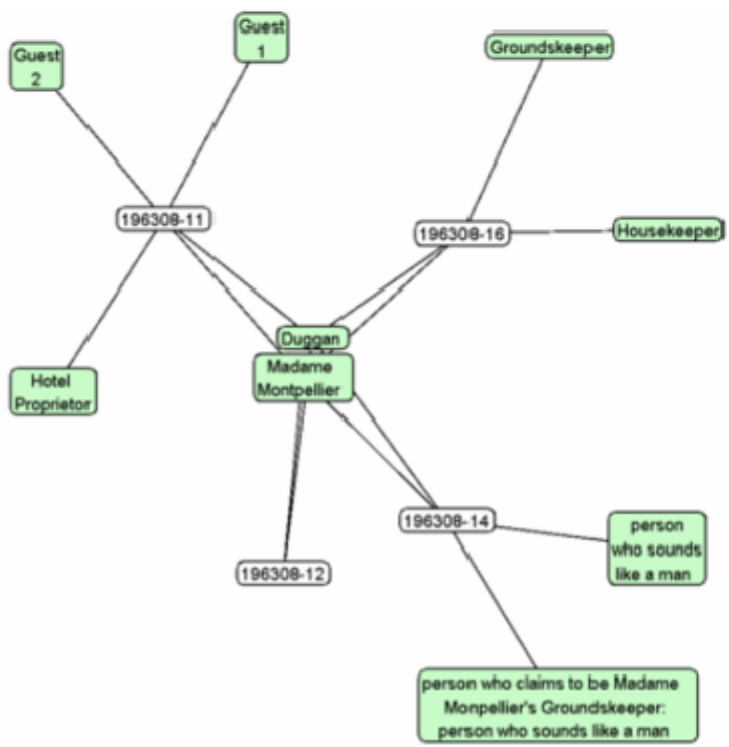 Guest
1
Guest
2
Groundskeeper
196308-11
196308-16
Housekeeper
Duggan
Madame
Montpellier
Hotel
Proprietor
196308-14
person
who sounds
like a man
196308-12
person who claims to be Madame
Monpellier's Groundskeeper:
person who sounds like a man